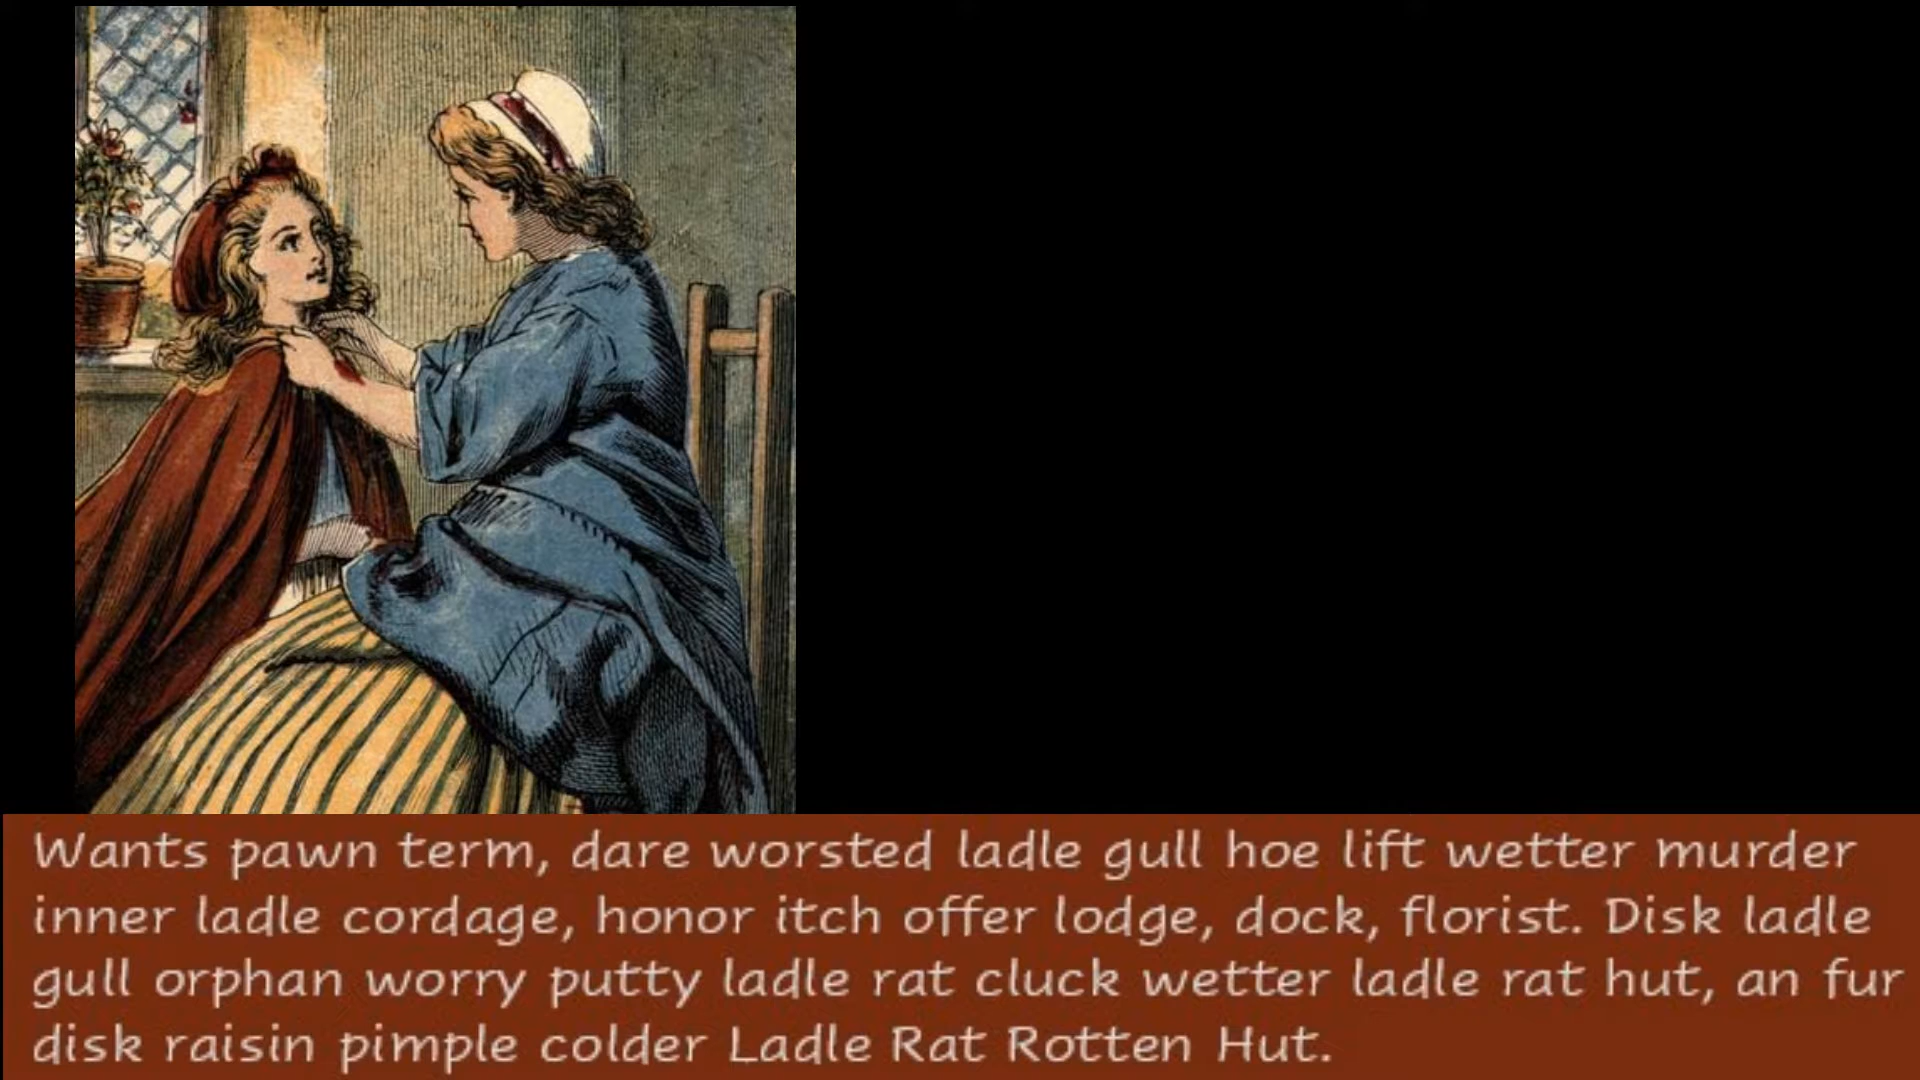 Wants pawn term, dare worsted ladle gull hoe lift wetter murder
inner ladle cordage, honor itch offer lodge, dock, florist. Disk ladle
gull orphan worry putty ladle rat cluck wetter ladle rat hut, an fur
disk raisin pimple colder Ladle Rat Rotten Hut.